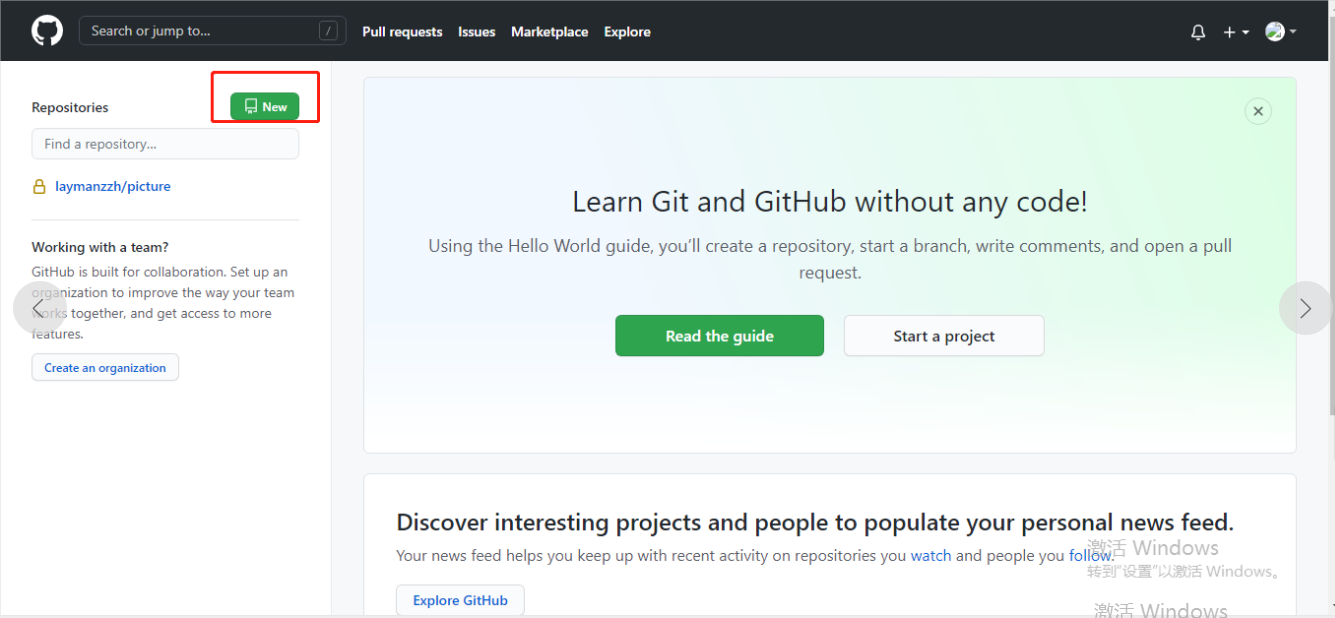 Search or jump to...
/
Pull requests
Issues
Marketplace
Explore
Repositories
New
Find a repository...
laymanzzh/picture
Working with a team?
GitHub is built for collaboration. Set up an
organization to improve the way your team
works together, and get access to more
features.
Create an organization
Learn Git and GitHub without any code!
Using the Hello World guide, you’ll create a repository, start a branch, write comments, and open a pull
request.
Read the guide
Start a project
Discover interesting projects and people to populate your personal news feed.
Your news feed helps you keep up with recent activity on repositories you watch and people you follow.
Explore GitHub
激活 Windows
转到“设置”以激活 Windows。
激活 Windows